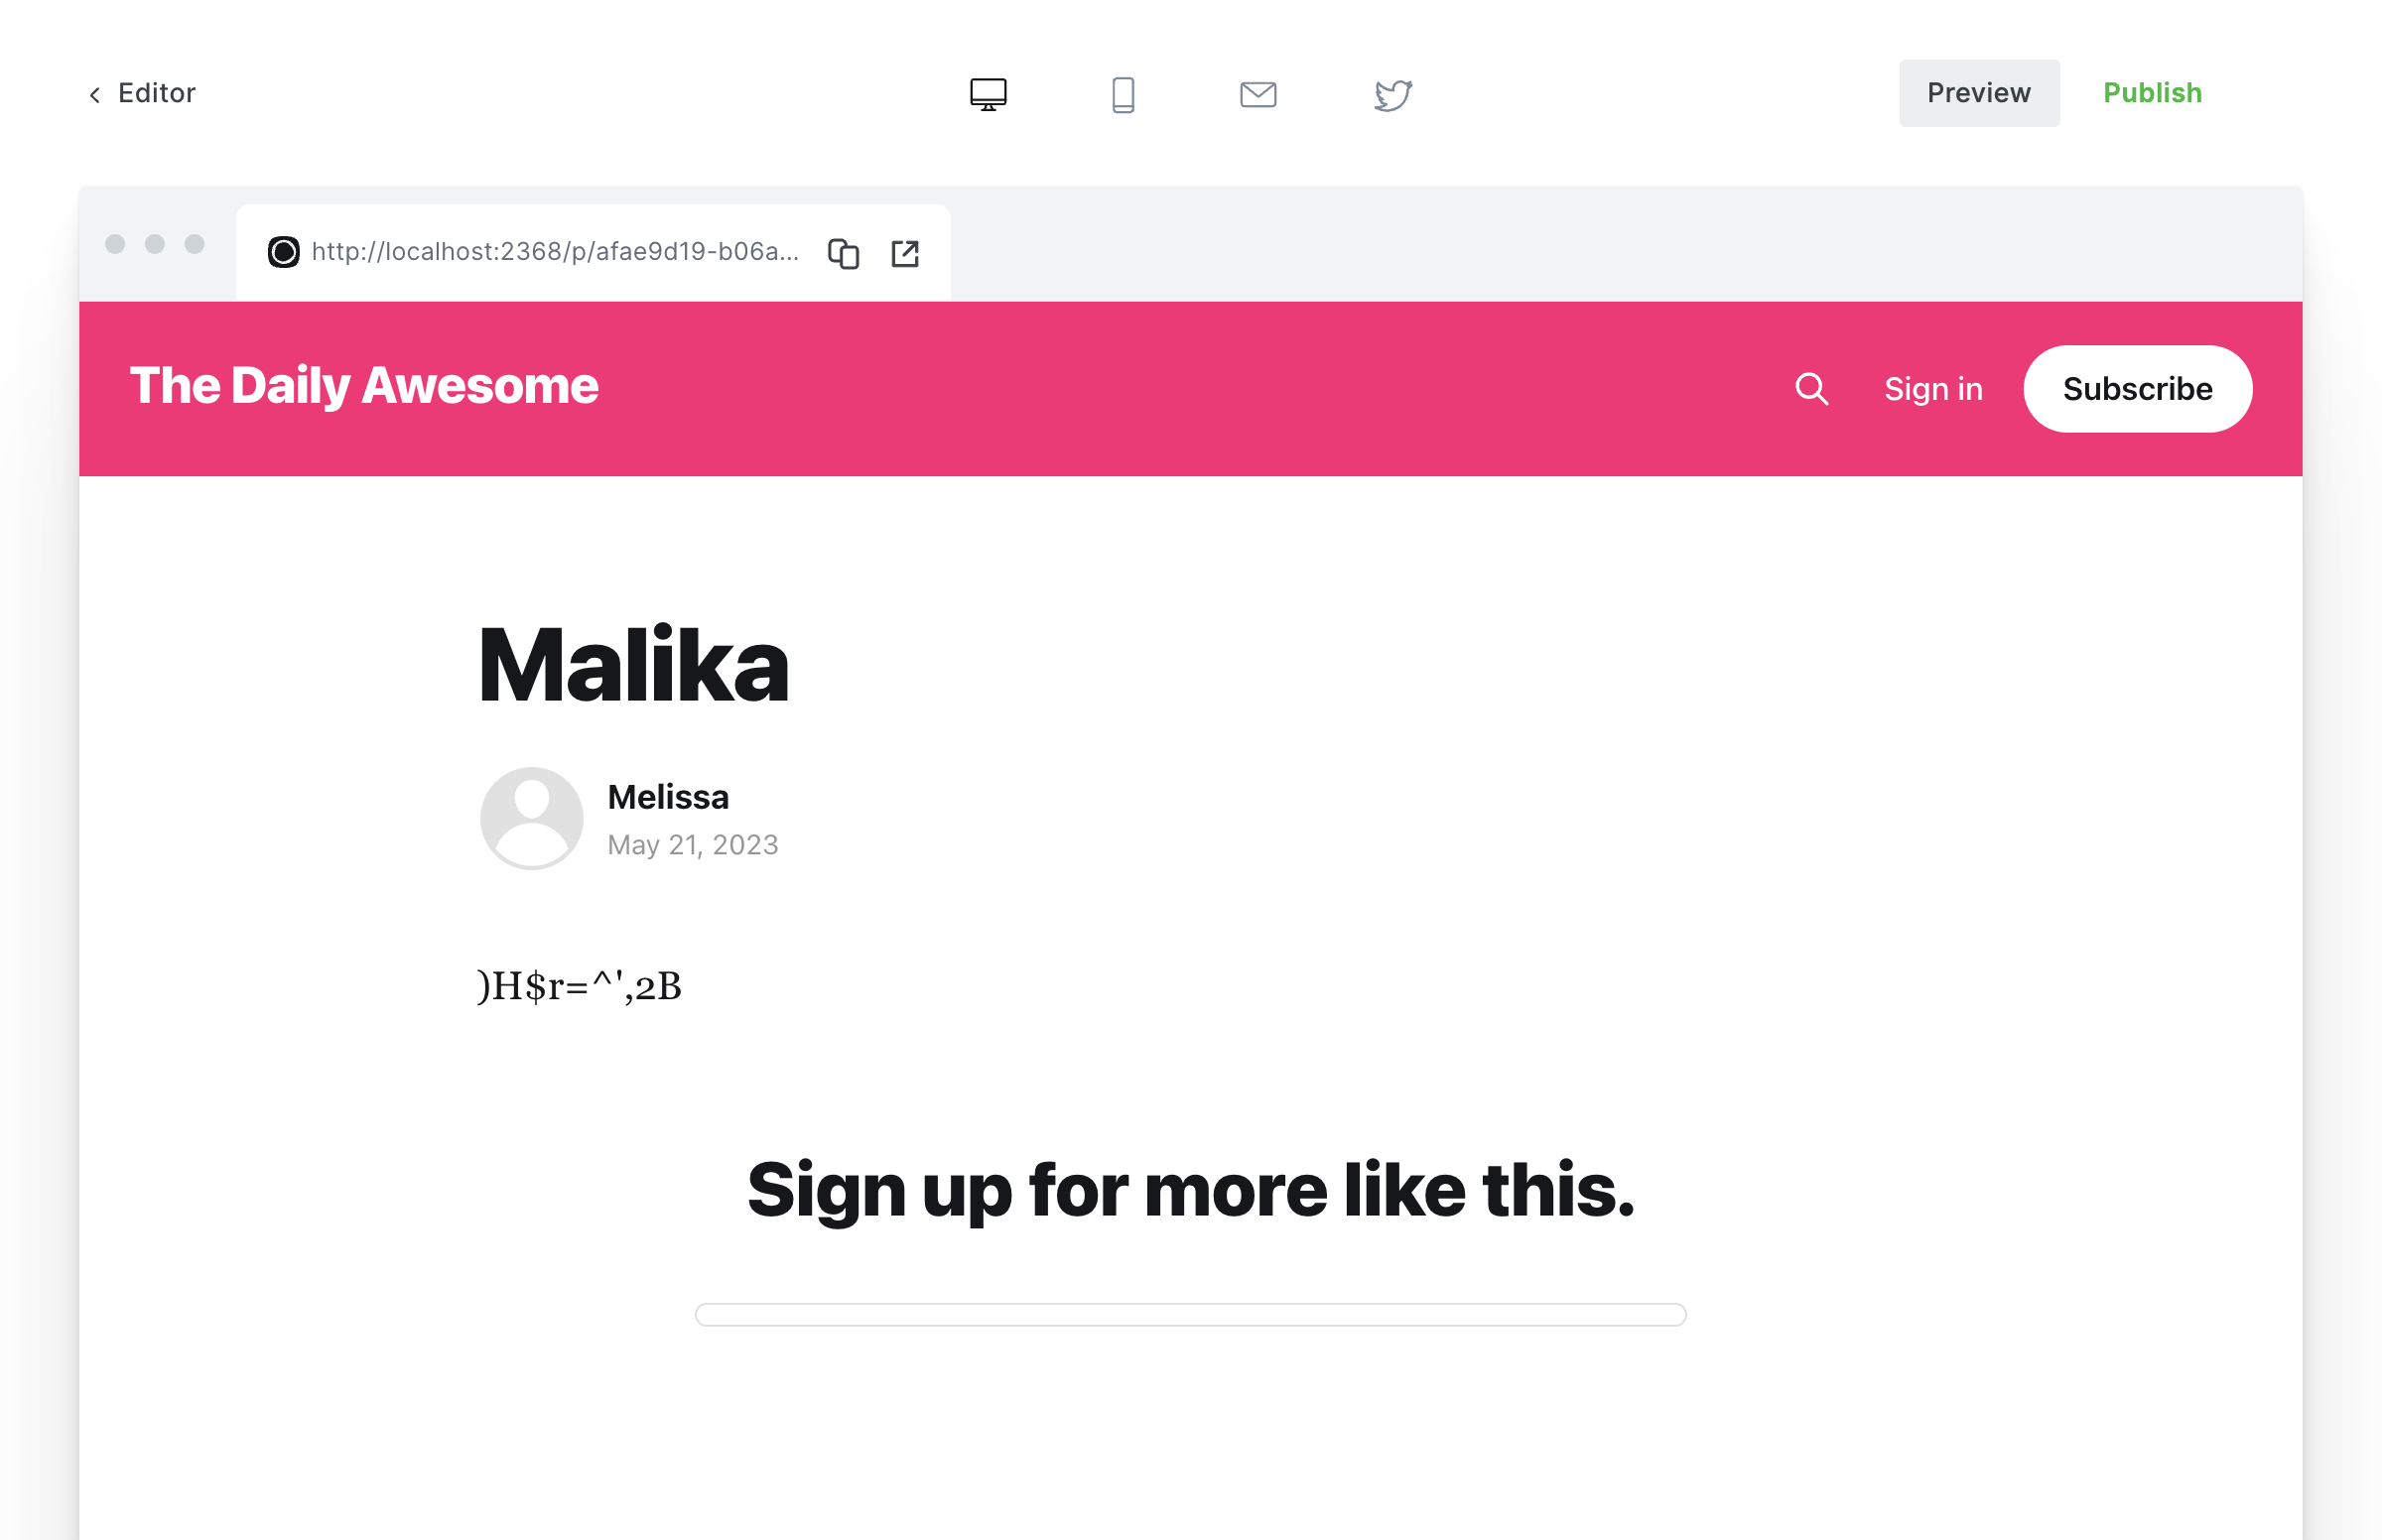 Editor
Preview
Publish
http://localhost:2368/p/afae9d19-b06a...
The Daily Awesome
Sign in
Subscribe
Malika
Melissa
May 21, 2023
)H$r=^',2B
Sign up for more like this.